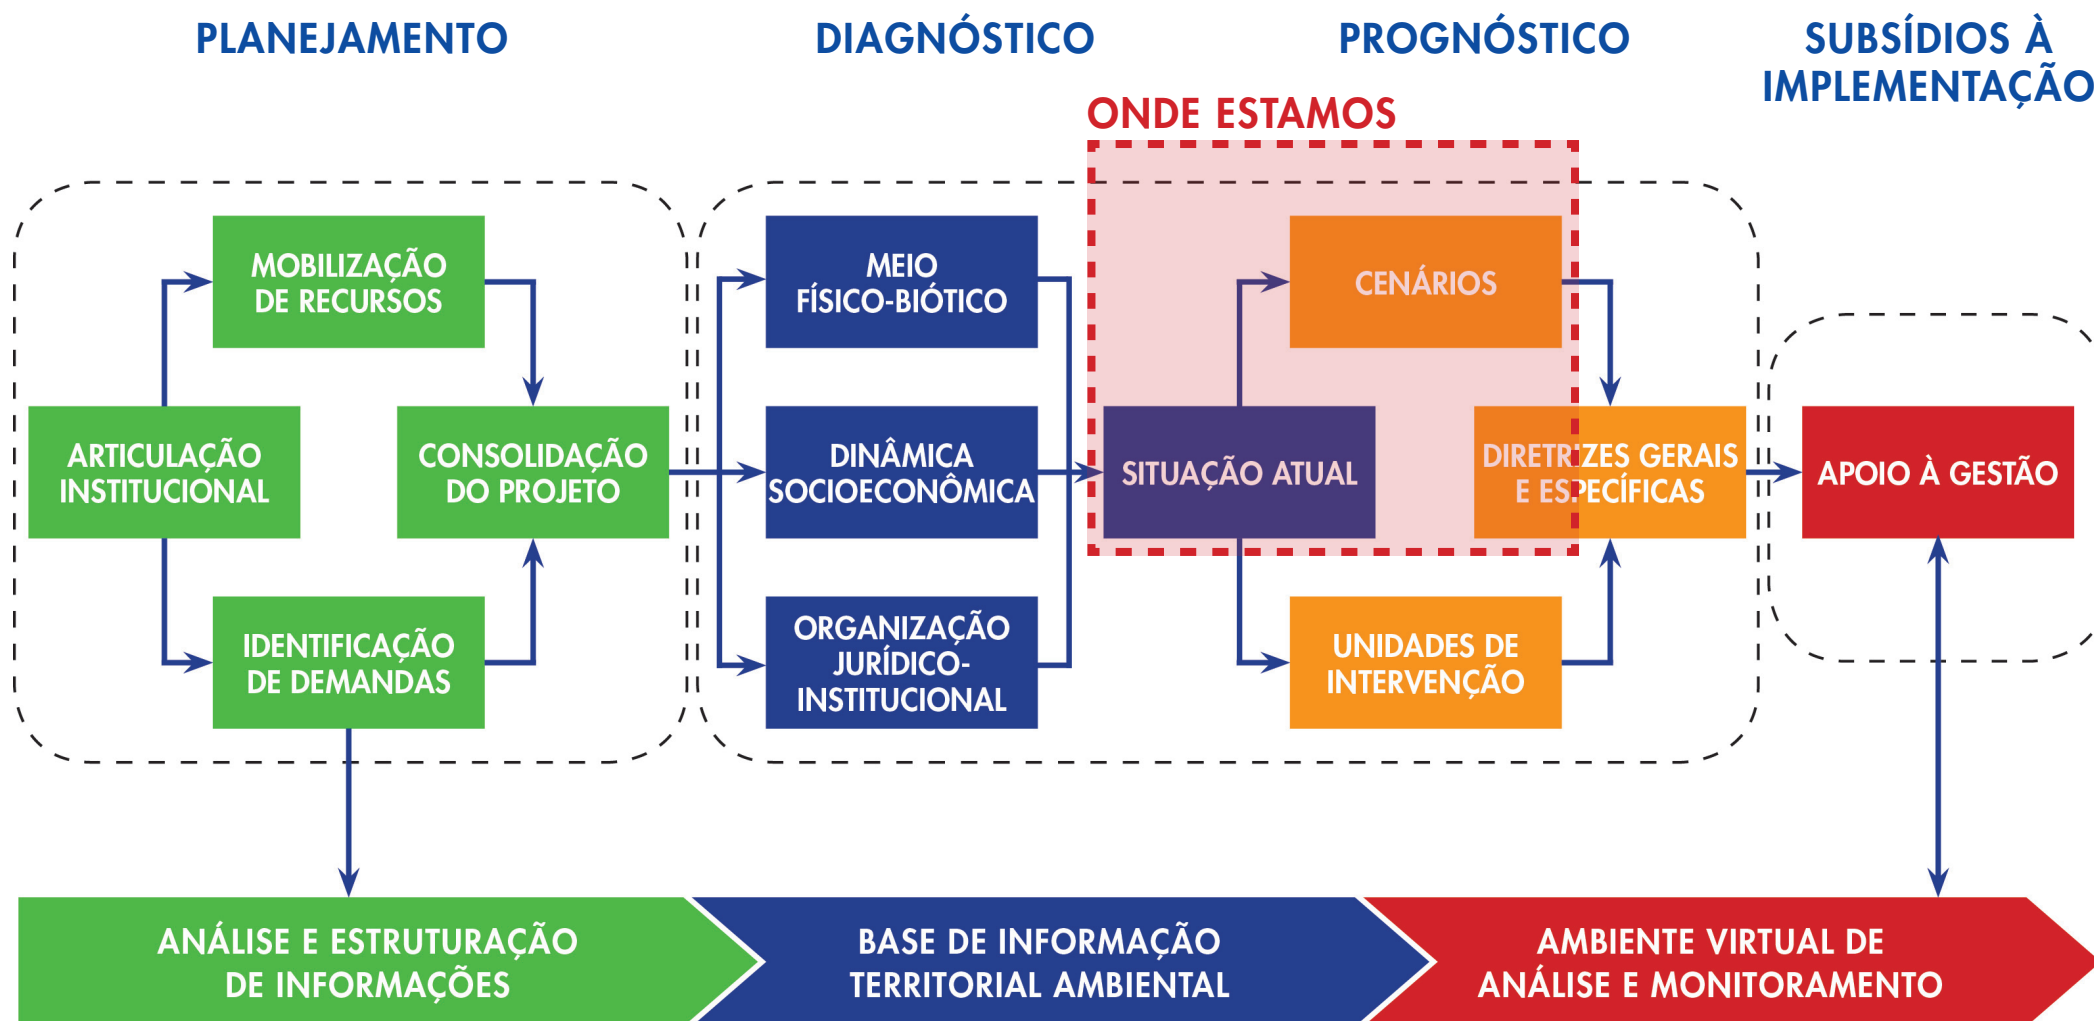 PLANEJAMENTO
DIAGNÓSTICO
PROGNÓSTICO
SUBSÍDIOS À
IMPLEMENTAÇÃO
ONDE ESTAMOS
MOBILIZAÇÃO
DE RECURSOS
ARTICULAÇÃO
INSTITUCIONAL
CONSOLIDAÇÃO
DO PROJETO
IDENTIFICAÇÃO
DE DEMANDAS
MEIO
FÍSICO-BIÓTICO
DINÂMICA
SOCIOECONÔMICA
ORGANIZAÇÃO
JURÍDICO-
INSTITUCIONAL
SITUAÇÃO ATUAL
CENÁRIOS
DIRETRIZES GERAIS
E ESPECÍFICAS
UNIDADES DE
INTERVENÇÃO
APOIO À GESTÃO
ANÁLISE E ESTRUTURAÇÃO
DE INFORMAÇÕES
BASE DE INFORMAÇÃO
TERRITORIAL AMBIENTAL
AMBIENTE VIRTUAL DE
ANÁLISE E MONITORAMENTO